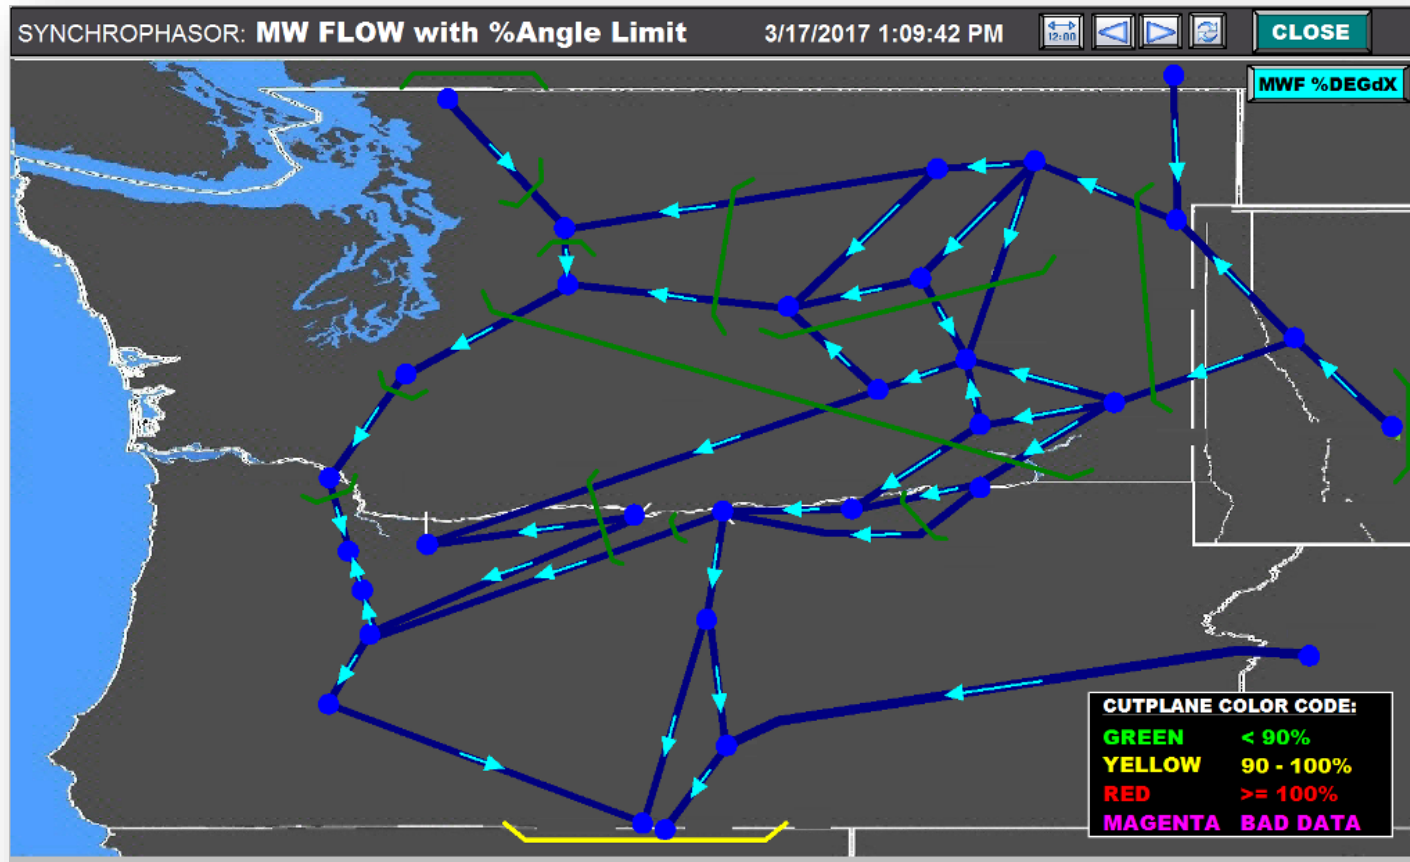 SYNCHROPHASOR: MW FLOW with %Angle Limit 3/17/2017 1:09:42 PM 12:00 CLOSE
MWF %DEGdX
CUTPLANE COLOR CODE:
GREEN < 90%
YELLOW 90 - 100%
RED >= 100%
MAGENTA BAD DATA